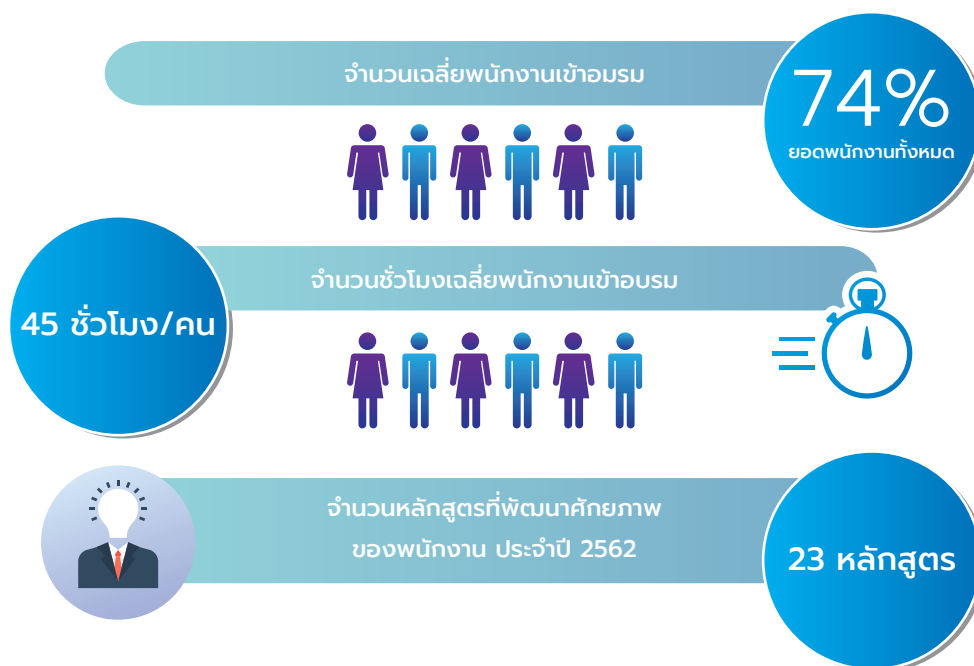 จำนวนเฉลี่ยพนักงานเข้าอมรม
74%
ยอดพนักงานทั้งหมด
จำนวนชั่วโมงเฉลี่ยพนักงานเข้าอบรม
45 ชั่วโมง/คน
จำนวนหลักสูตรที่พัฒนาศักยภาพ
ของพนักงาน ประจำปี 2562
23 หลักสูตร